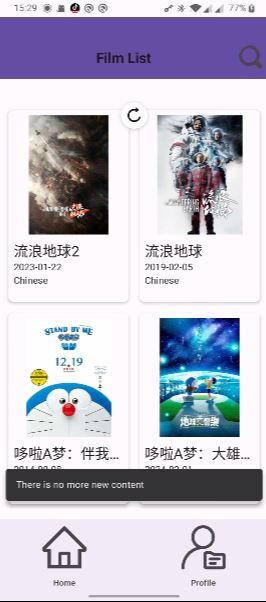 15:29
77%
Film List
流浪地球2
2023-01-22
Chinese
流浪地球
2019-02-05
Chinese
STAND BY ME
12.19
哆啦A梦：伴我…
哆啦A梦：大雄…
There is no more new content
Home
Profile